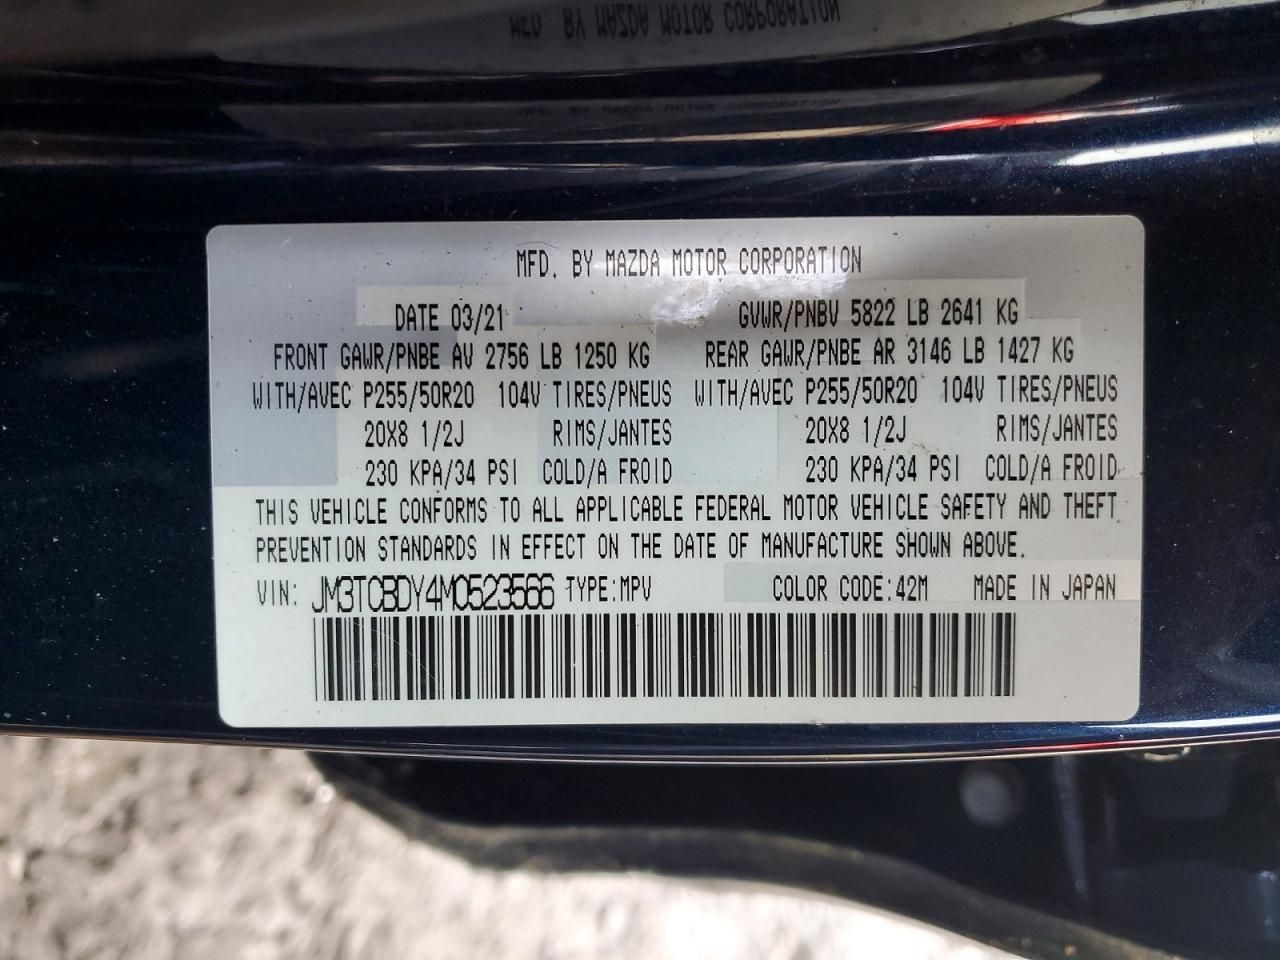 MFD. BY MAZDA MOTOR CORPORATION
DATE 03/21 GVWR/PNBV 5822 LB 2641 KG
FRONT GAWR/PNBE AV 2756 LB 1250 KG REAR GAWR/PNBE AR 3146 LB 1427 KG
WITH/AVEC P255/50R20 104V TIRES/PNEUS WITH/AVEC P255/50R20 104V TIRES/PNEUS
20X8 1/2J RIMS/JANTES 20X8 1/2J RIMS/JANTES
230 KPA/34 PSI COLD/A FROID 230 KPA/34 PSI COLD/A FROID
THIS VEHICLE CONFORMS TO ALL APPLICABLE FEDERAL MOTOR VEHICLE SAFETY AND THEFT
PREVENTION STANDARDS IN EFFECT ON THE DATE OF MANUFACTURE SHOWN ABOVE.
VIN: JM3TCBDY4M0523566 TYPE:MPV COLOR CODE:42M MADE IN JAPAN